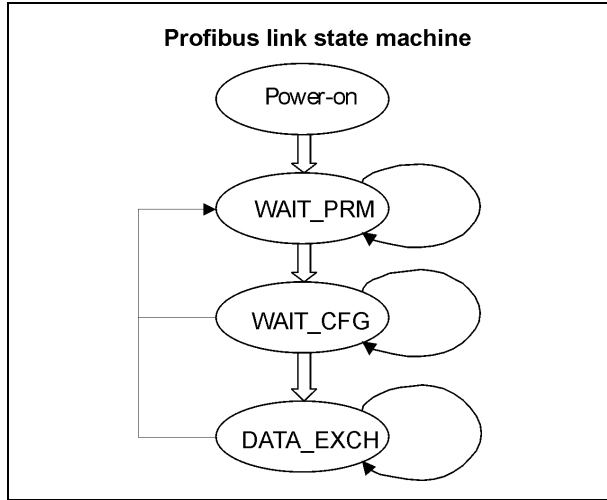 Profibus link state machine
Power-on
WAIT_PRM
WAIT_CFG
DATA_EXCH